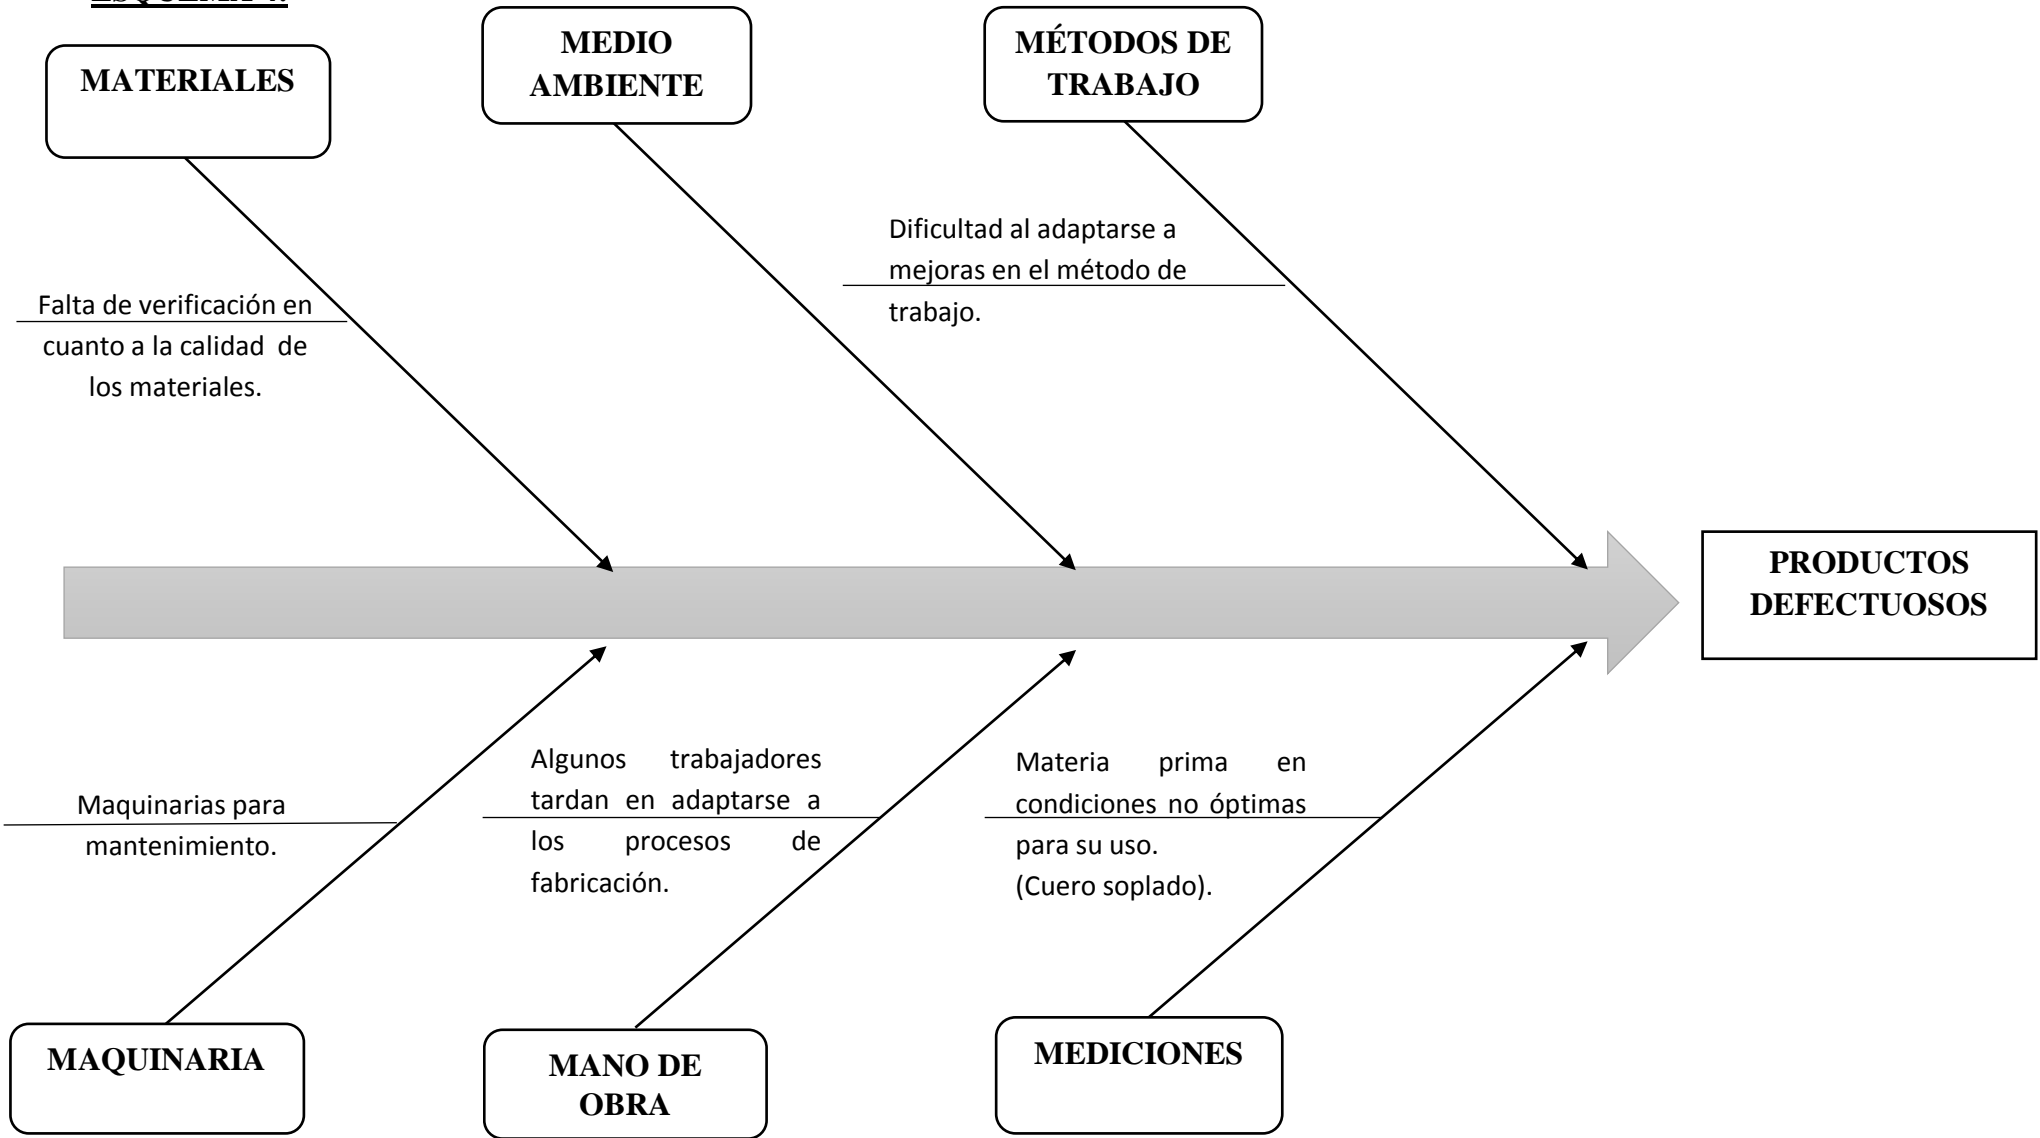 MATERIALES
MEDIO
AMBIENTE
MÉTODOS DE
TRABAJO
Falta de verificación en
cuanto a la calidad de
los materiales.
Dificultad al adaptarse a
mejoras en el método de
trabajo.
PRODUCTOS
DEFECTUOSOS
Maquinarias para
mantenimiento.
Algunos trabajadores
tardan en adaptarse a
los procesos de
fabricación.
Materia prima en
condiciones no óptimas
para su uso.
(Cuero soplado).
MAQUINARIA
MANO DE
OBRA
MEDICIONES